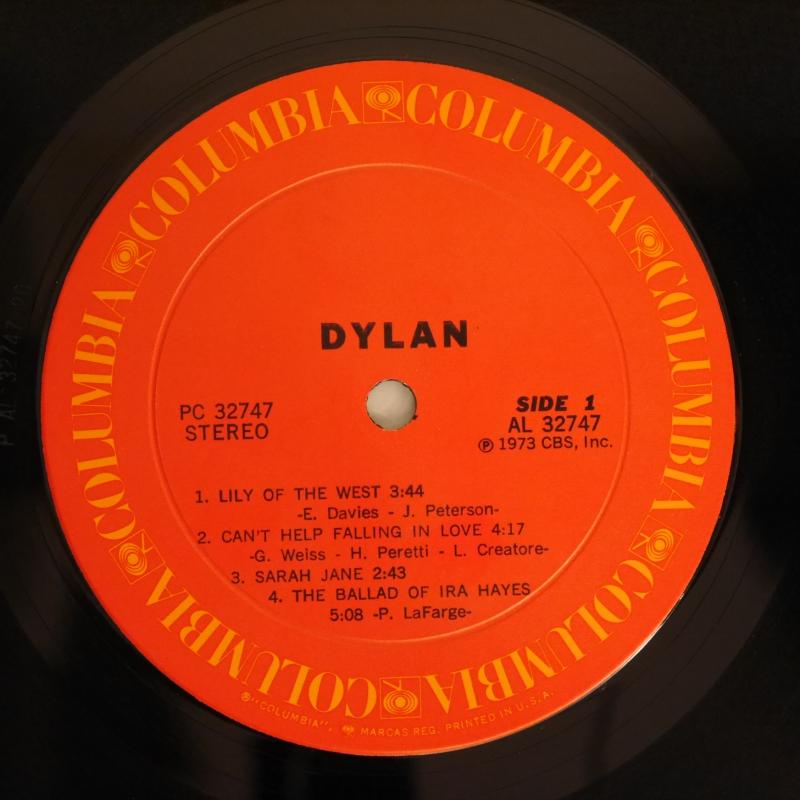 COLUMBIA COLUMBIA COLUMBIA COLUMBIA COLUMBIA COLUMBIA COLUMBIA COLUMBIA
DYLAN
PC 32747
STEREO
SIDE 1
AL 32747
℗ 1973 CBS, Inc.
1. LILY OF THE WEST 3:44
-E. Davies - J. Peterson-
2. CAN'T HELP FALLING IN LOVE 4:17
-G. Weiss - H. Peretti - L. Creatore-
3. SARAH JANE 2:43
4. THE BALLAD OF IRA HAYES
5:08 -P. LaFarge-
®"COLUMBIA", MARCAS REG. PRINTED IN U.S.A.
P AL 32747